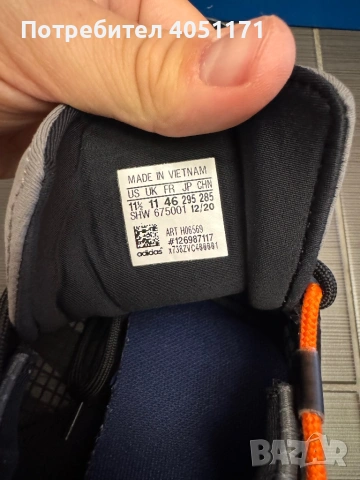 Потребител 4051171
MADE IN VIETNAM
US UK FR JP CHN
11½ 11 46 295 285
SHW 675001 12/20
ART H06569
#126987117
adidas
BAZAR